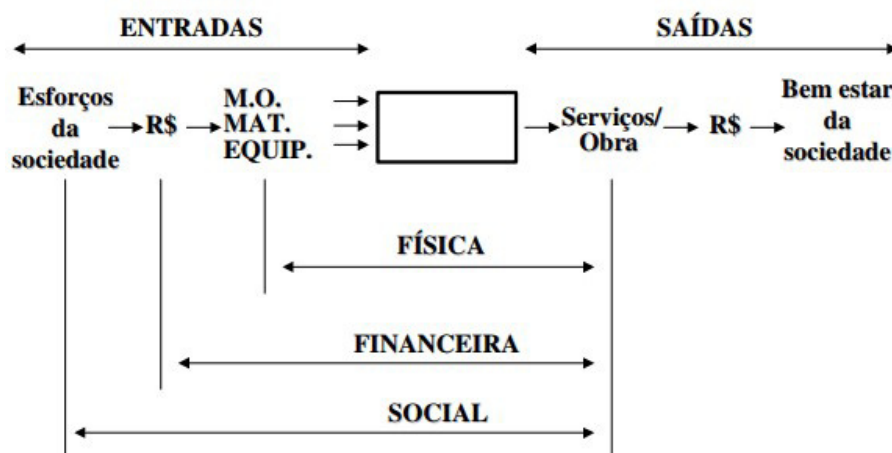 ENTRADAS
SAÍDAS
Esforços
da
sociedade
R$
M.O.
MAT.
EQUIP.
Serviços/
Obra
R$
Bem estar
da
sociedade
FÍSICA
FINANCEIRA
SOCIAL